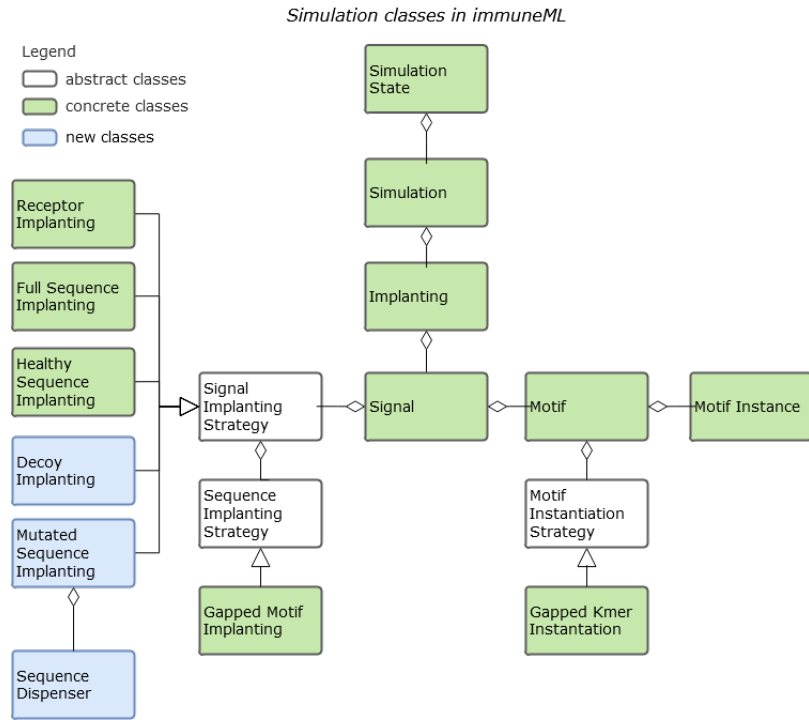 Simulation classes in immuneML
Legend
abstract classes
concrete classes
new classes
Simulation
State
Simulation
Implanting
Receptor
Implanting
Full Sequence
Implanting
Healthy
Sequence
Implanting
Decoy
Implanting
Mutated
Sequence
Implanting
Sequence
Dispenser
Signal
Implanting
Strategy
Signal
Motif
Motif Instance
Sequence
Implanting
Strategy
Motif
Instantiation
Strategy
Gapped Motif
Implanting
Gapped Kmer
Instantation